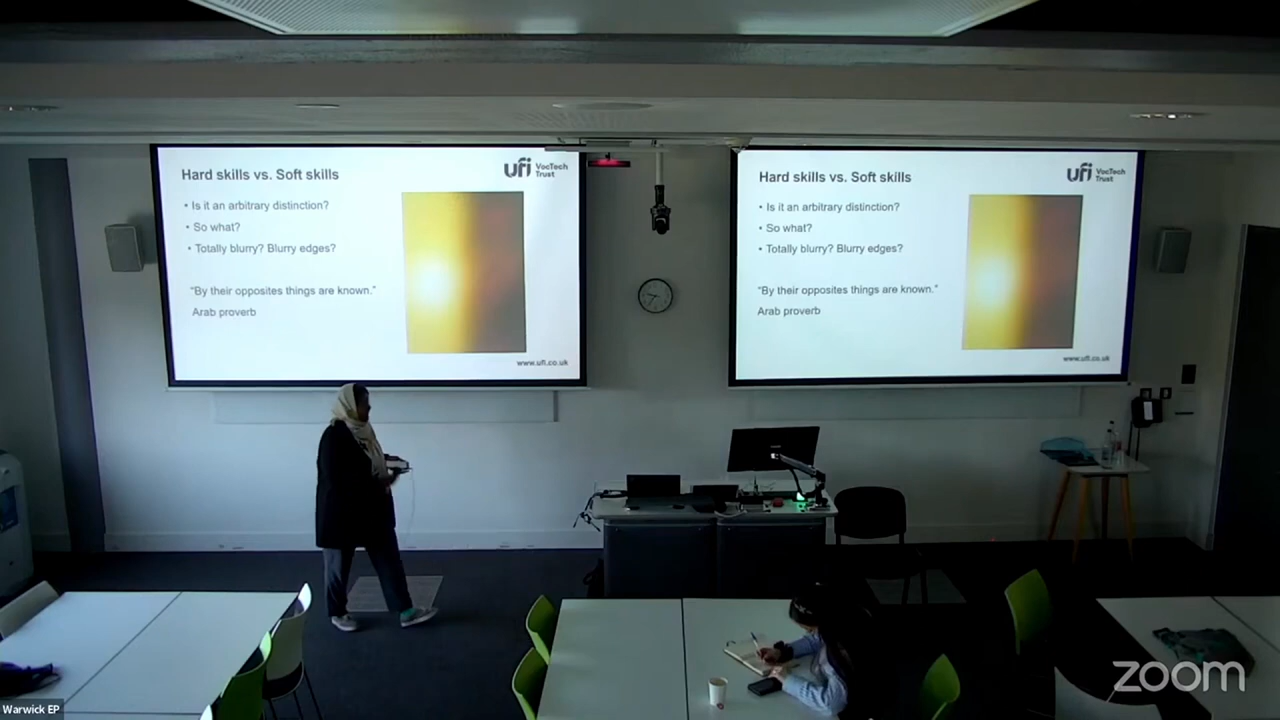 Hard skills vs. Soft skills
ufi VocTech Trust
• Is it an arbitrary distinction?
• So what?
• Totally blurry? Blurry edges?
"By their opposites things are known."
Arab proverb
www.ufi.co.uk
Hard skills vs. Soft skills
ufi VocTech Trust
• Is it an arbitrary distinction?
• So what?
• Totally blurry? Blurry edges?
"By their opposites things are known."
Arab proverb
www.ufi.co.uk
zoom
Warwick EP